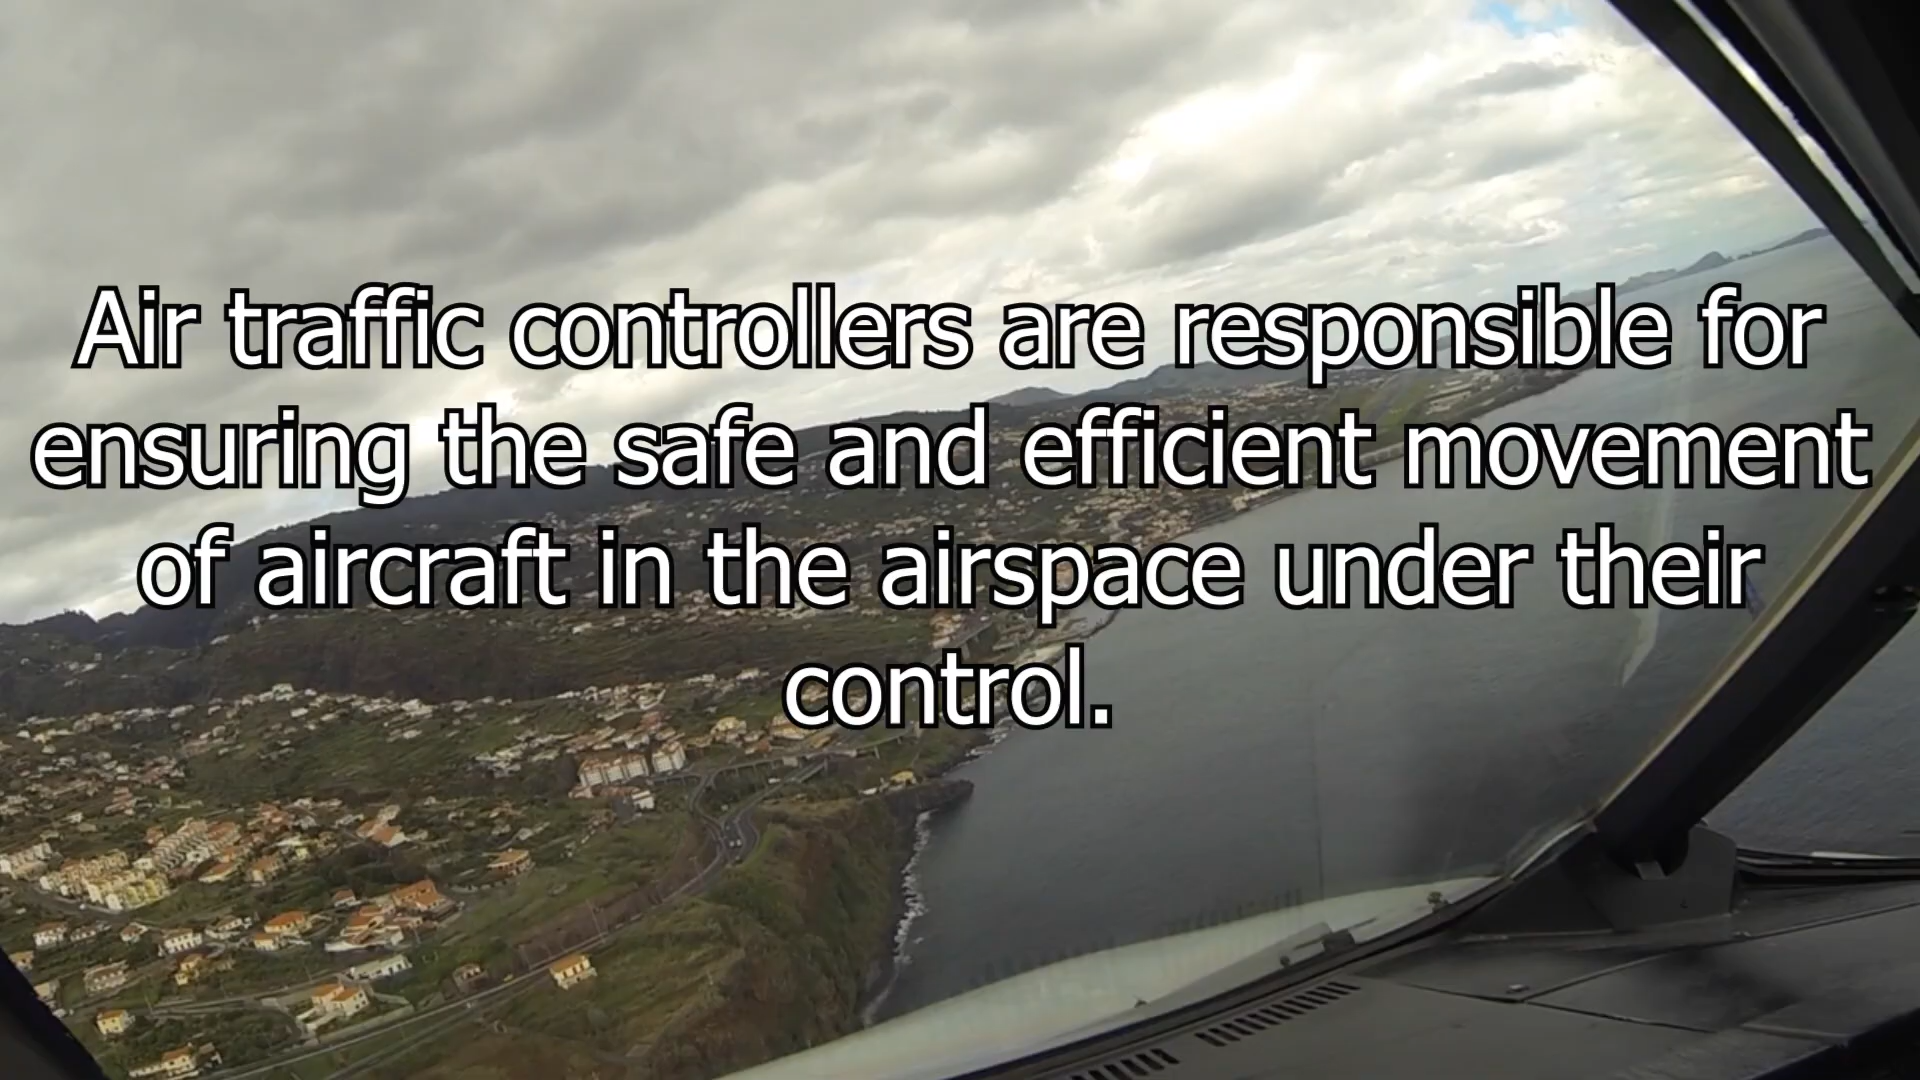 Air traffic controllers are responsible for
ensuring the safe and efficient movement
of aircraft in the airspace under their
control.